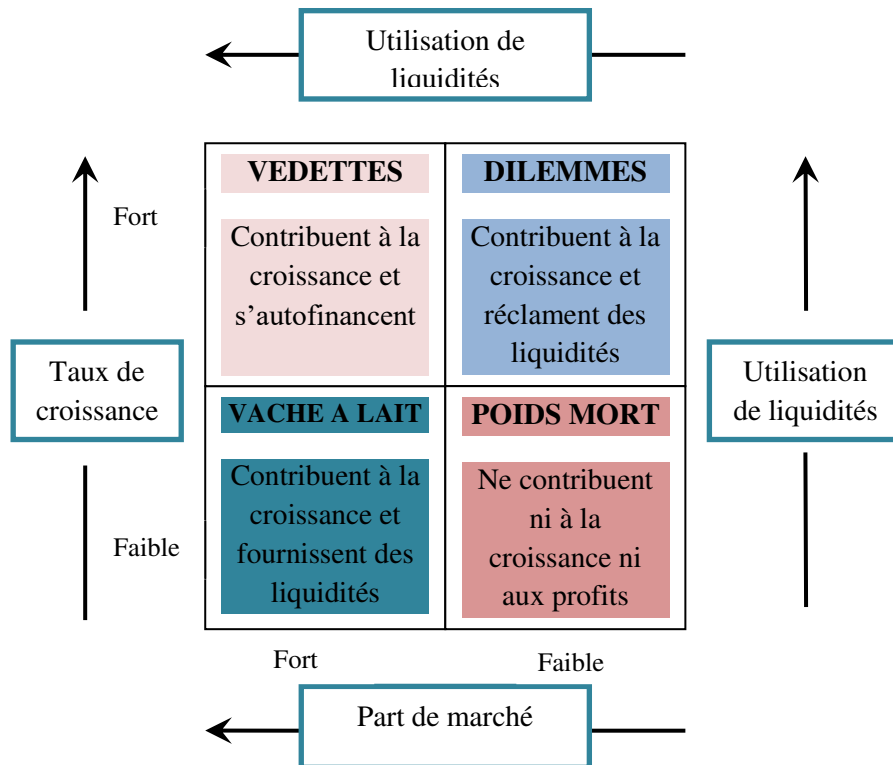 Utilisation de
liquidités
VEDETTES
DILEMMES
Fort
Contribuent à la
croissance et
s’autofinancent
Contribuent à la
croissance et
réclament des
liquidités
Taux de
croissance
Utilisation
de liquidités
VACHE A LAIT
POIDS MORT
Faible
Contribuent à la
croissance et
fournissent des
liquidités
Ne contribuent
ni à la
croissance ni
aux profits
Fort
Faible
Part de marché